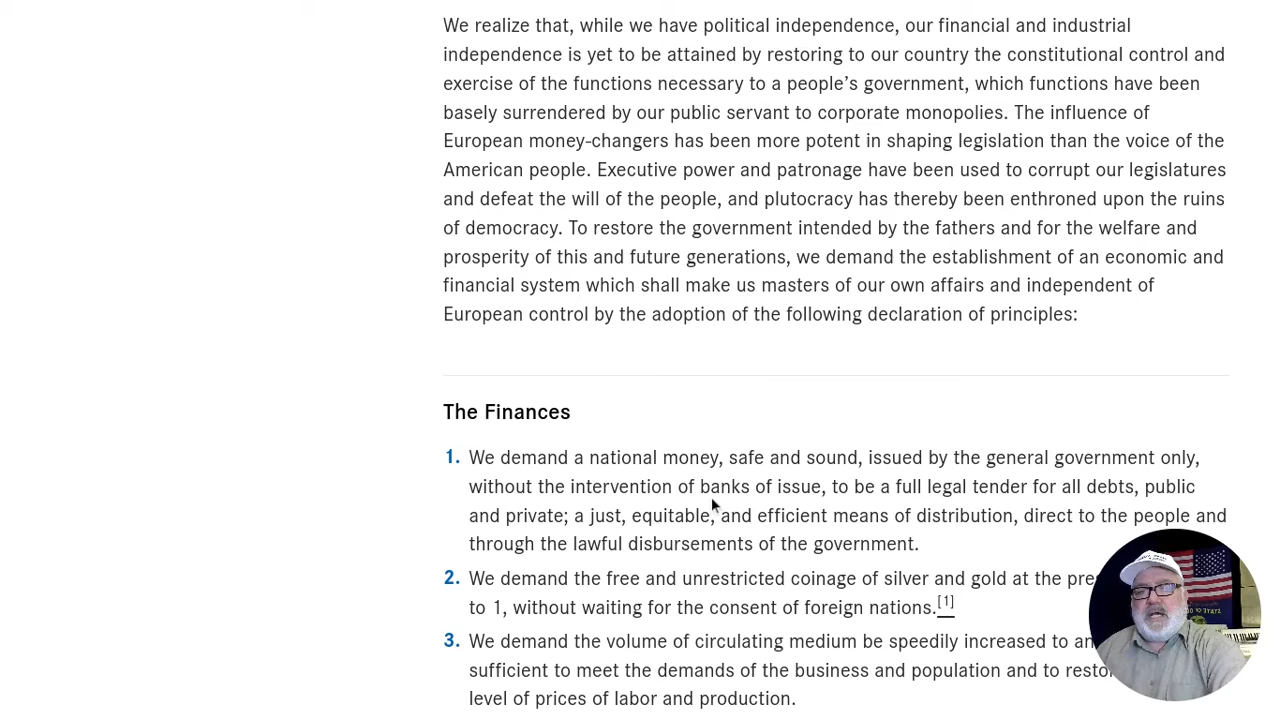 We realize that, while we have political independence, our financial and industrial
independence is yet to be attained by restoring to our country the constitutional control and
exercise of the functions necessary to a people’s government, which functions have been
basely surrendered by our public servant to corporate monopolies. The influence of
European money-changers has been more potent in shaping legislation than the voice of the
American people. Executive power and patronage have been used to corrupt our legislatures
and defeat the will of the people, and plutocracy has thereby been enthroned upon the ruins
of democracy. To restore the government intended by the fathers and for the welfare and
prosperity of this and future generations, we demand the establishment of an economic and
financial system which shall make us masters of our own affairs and independent of
European control by the adoption of the following declaration of principles:
The Finances
1. We demand a national money, safe and sound, issued by the general government only,
without the intervention of banks of issue, to be a full legal tender for all debts, public
and private; a just, equitable, and efficient means of distribution, direct to the people and
through the lawful disbursements of the government.
2. We demand the free and unrestricted coinage of silver and gold at the
to 1, without waiting for the consent of foreign nations.[1]
3. We demand the volume of circulating medium be speedily increased to
sufficient to meet the demands of the business and population and to
level of prices of labor and production.